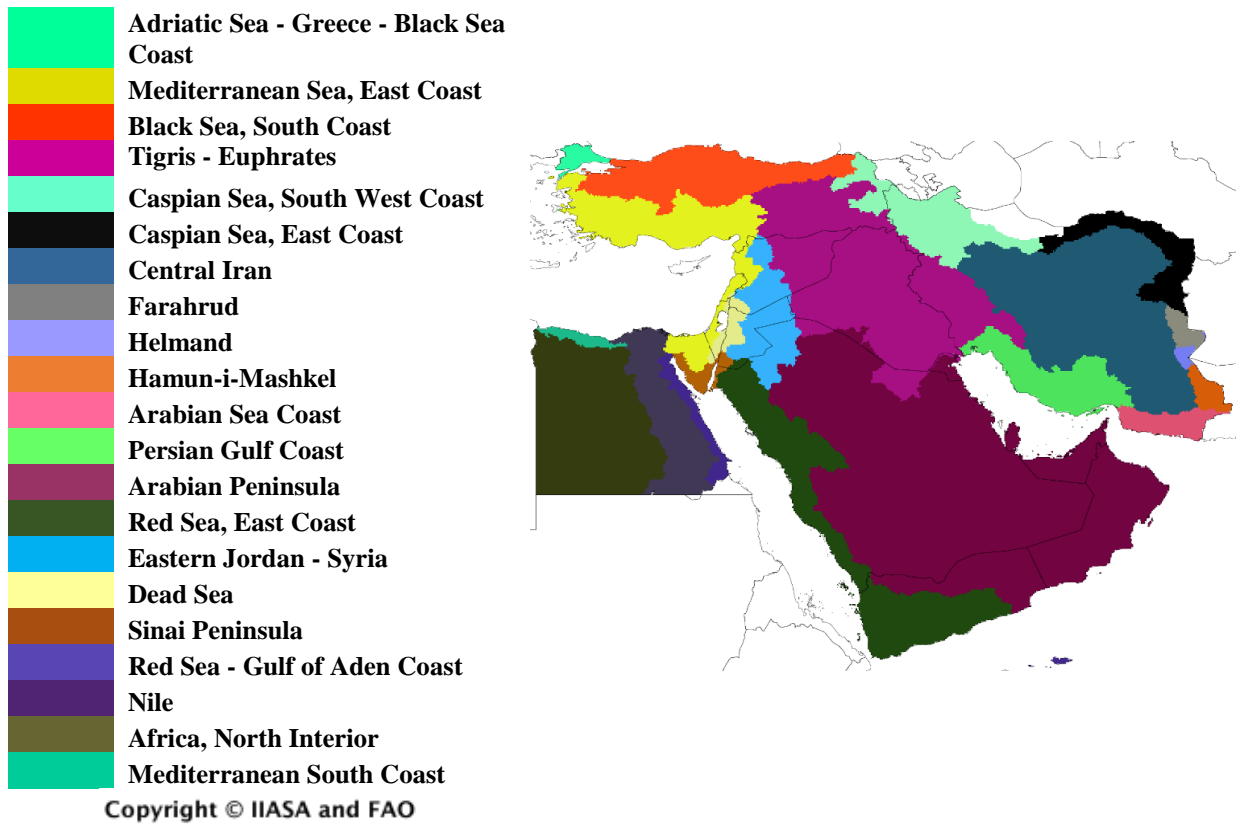 Adriatic Sea - Greece - Black Sea
Coast
Mediterranean Sea, East Coast
Black Sea, South Coast
Tigris - Euphrates
Caspian Sea, South West Coast
Caspian Sea, East Coast
Central Iran
Farahrud
Helmand
Hamun-i-Mashkel
Arabian Sea Coast
Persian Gulf Coast
Arabian Peninsula
Red Sea, East Coast
Eastern Jordan - Syria
Dead Sea
Sinai Peninsula
Red Sea - Gulf of Aden Coast
Nile
Africa, North Interior
Mediterranean South Coast
Copyright © IIASA and FAO